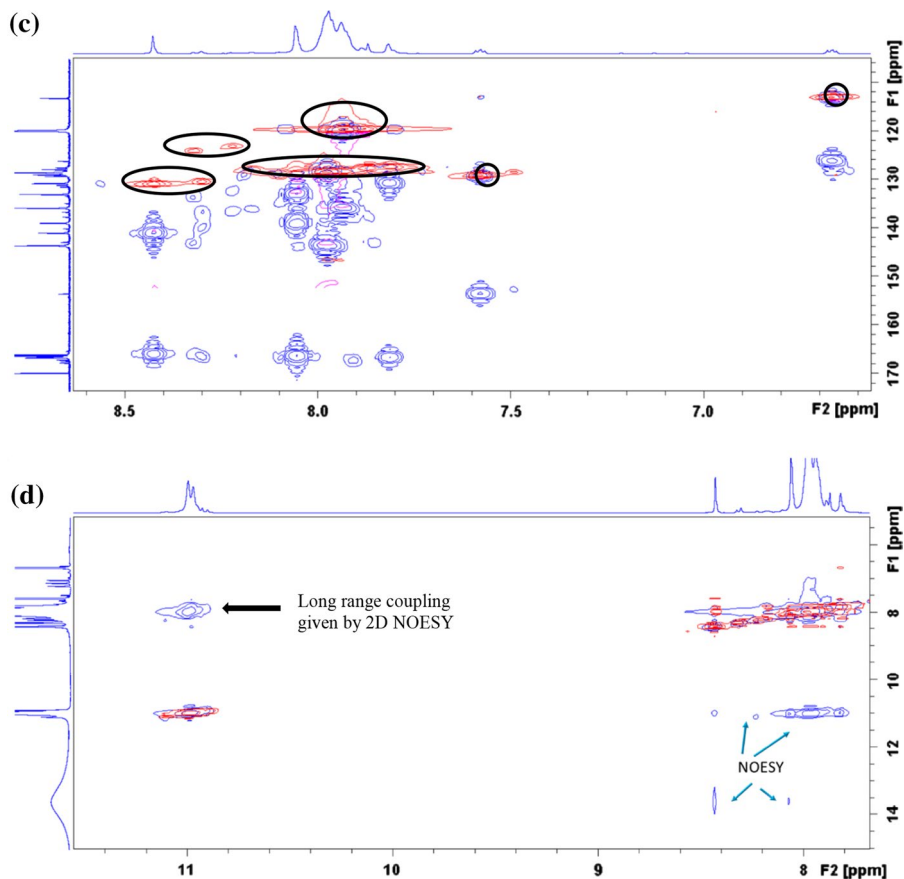 (c)
F1 [ppm]
120
130
140
150
160
170
8.5
8.0
7.5
7.0
F2 [ppm]
(d)
F1 [ppm]
Long range coupling
given by 2D NOESY
8
10
12
NOESY
14
11
10
9
8
F2 [ppm]